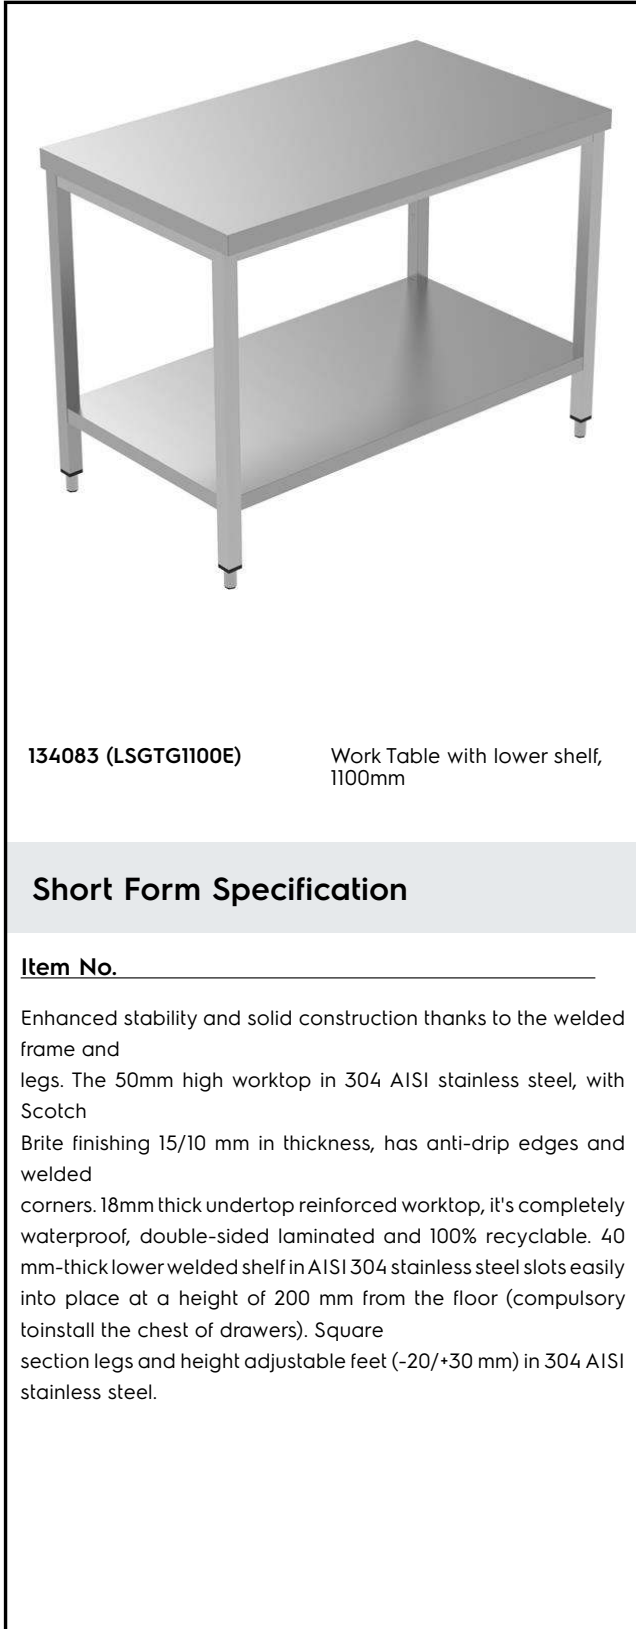 134083 (LSGTG1100E)
Work Table with lower shelf,
1100mm
Short Form Specification
Item No.
Enhanced stability and solid construction thanks to the welded
frame and
legs. The 50mm high worktop in 304 AISI stainless steel, with
Scotch
Brite finishing 15/10 mm in thickness, has anti-drip edges and
welded
corners. 18mm thick undertop reinforced worktop, it's completely
waterproof, double-sided laminated and 100% recyclable. 40
mm-thick lower welded shelf in AISI 304 stainless steel slots easily
into place at a height of 200 mm from the floor (compulsory
toinstall the chest of drawers). Square
section legs and height adjustable feet (-20/+30 mm) in 304 AISI
stainless steel.